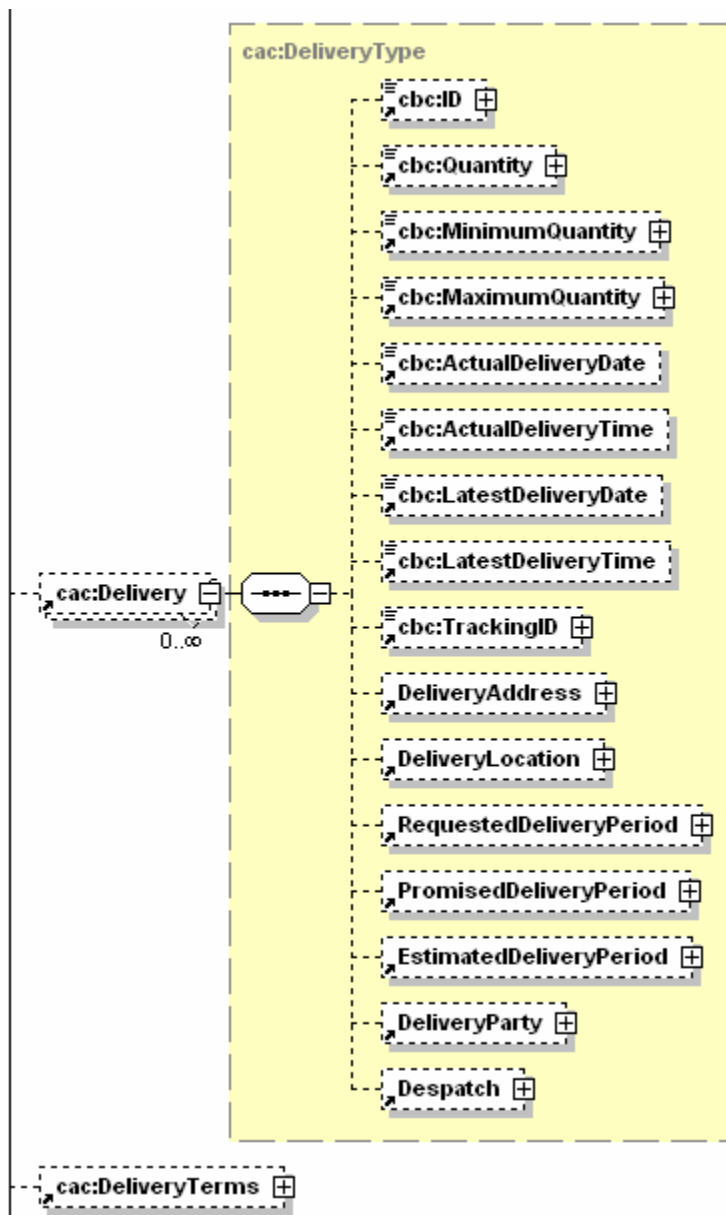 cac:DeliveryType
cbc:ID
cbc:Quantity
cbc:MinimumQuantity
cbc:MaximumQuantity
cbc:ActualDeliveryDate
cbc:ActualDeliveryTime
cbc:LatestDeliveryDate
cbc:LatestDeliveryTime
cac:Delivery
0..∞
cbc:TrackingID
DeliveryAddress
DeliveryLocation
RequestedDeliveryPeriod
PromisedDeliveryPeriod
EstimatedDeliveryPeriod
DeliveryParty
Despatch
cac:DeliveryTerms